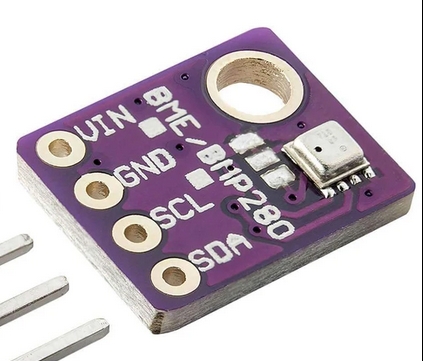 VIN
GND
SCL
SDA
BME/BMP280